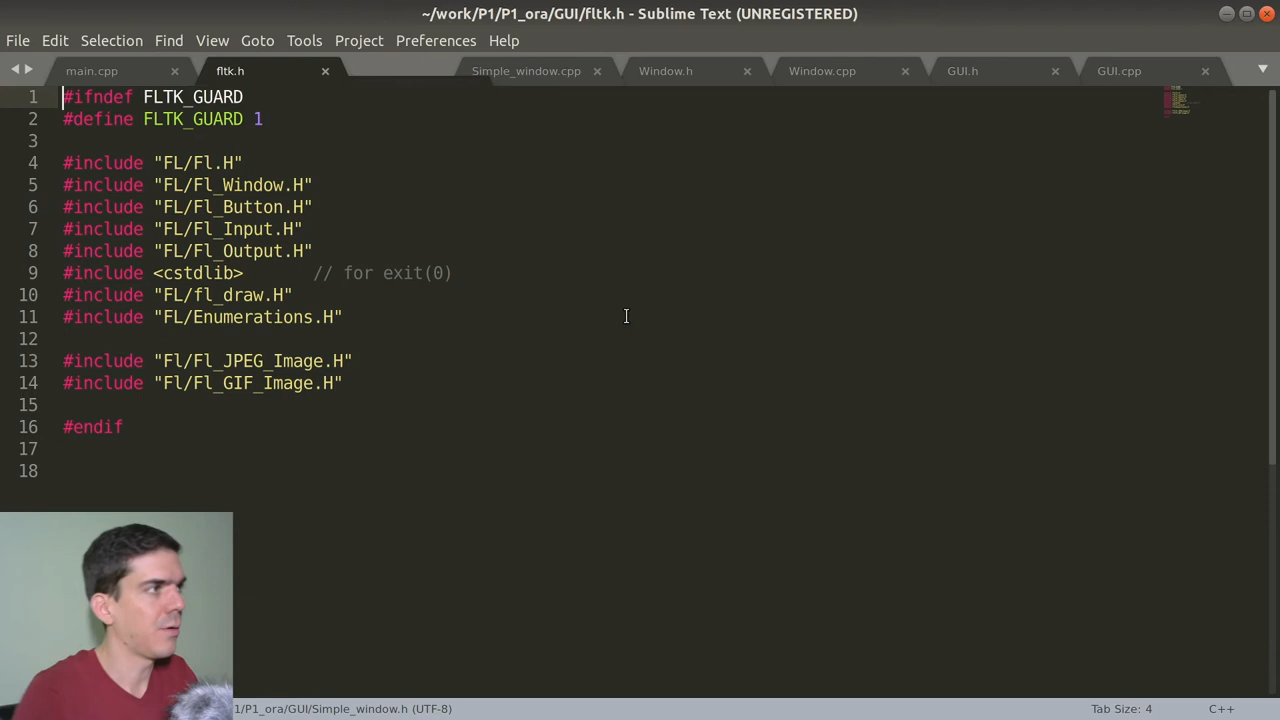 ~/work/P1/P1_ora/GUI/fltk.h - Sublime Text (UNREGISTERED)
File Edit Selection Find View Goto Tools Project Preferences Help
main.cpp fltk.h Simple_window.cpp Window.h Window.cpp GUI.h GUI.cpp
1 #ifndef FLTK_GUARD
2 #define FLTK_GUARD 1
3
4 #include "FL/Fl.H"
5 #include "FL/Fl_Window.H"
6 #include "FL/Fl_Button.H"
7 #include "FL/Fl_Input.H"
8 #include "FL/Fl_Output.H"
9 #include <cstdlib> // for exit(0)
10 #include "FL/fl_draw.H"
11 #include "FL/Enumerations.H"
12
13 #include "Fl/Fl_JPEG_Image.H"
14 #include "Fl/Fl_GIF_Image.H"
15
16 #endif
17
18
1/P1_ora/GUI/Simple_window.h (UTF-8) Tab Size: 4 C++